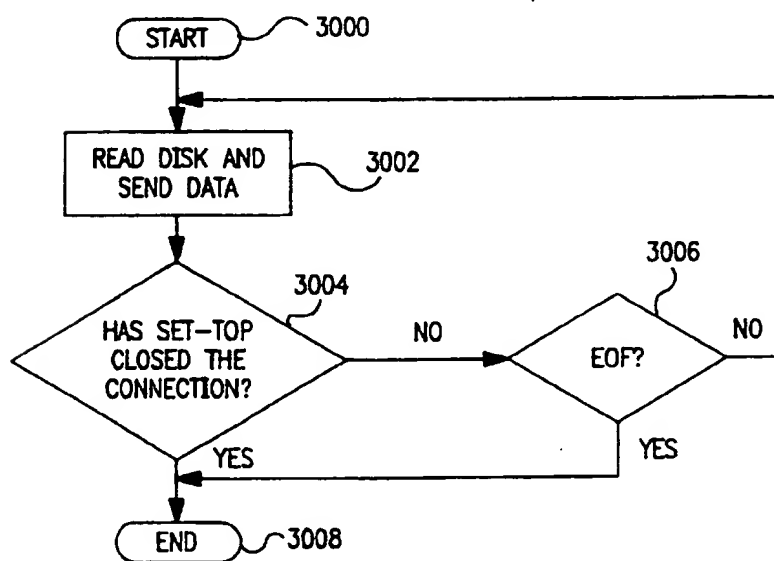 START
3000
READ DISK AND
SEND DATA
3002
3004
HAS SET-TOP
CLOSED THE
CONNECTION?
NO
3006
EOF?
NO
YES
YES
END
3008